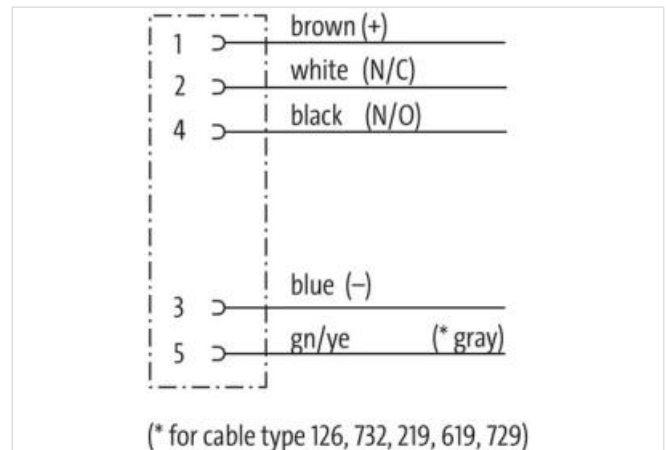 1 brown (+)
2 white (N/C)
4 black (N/O)
3 blue (–)
5 gn/ye (* gray)
(* for cable type 126, 732, 219, 619, 729)